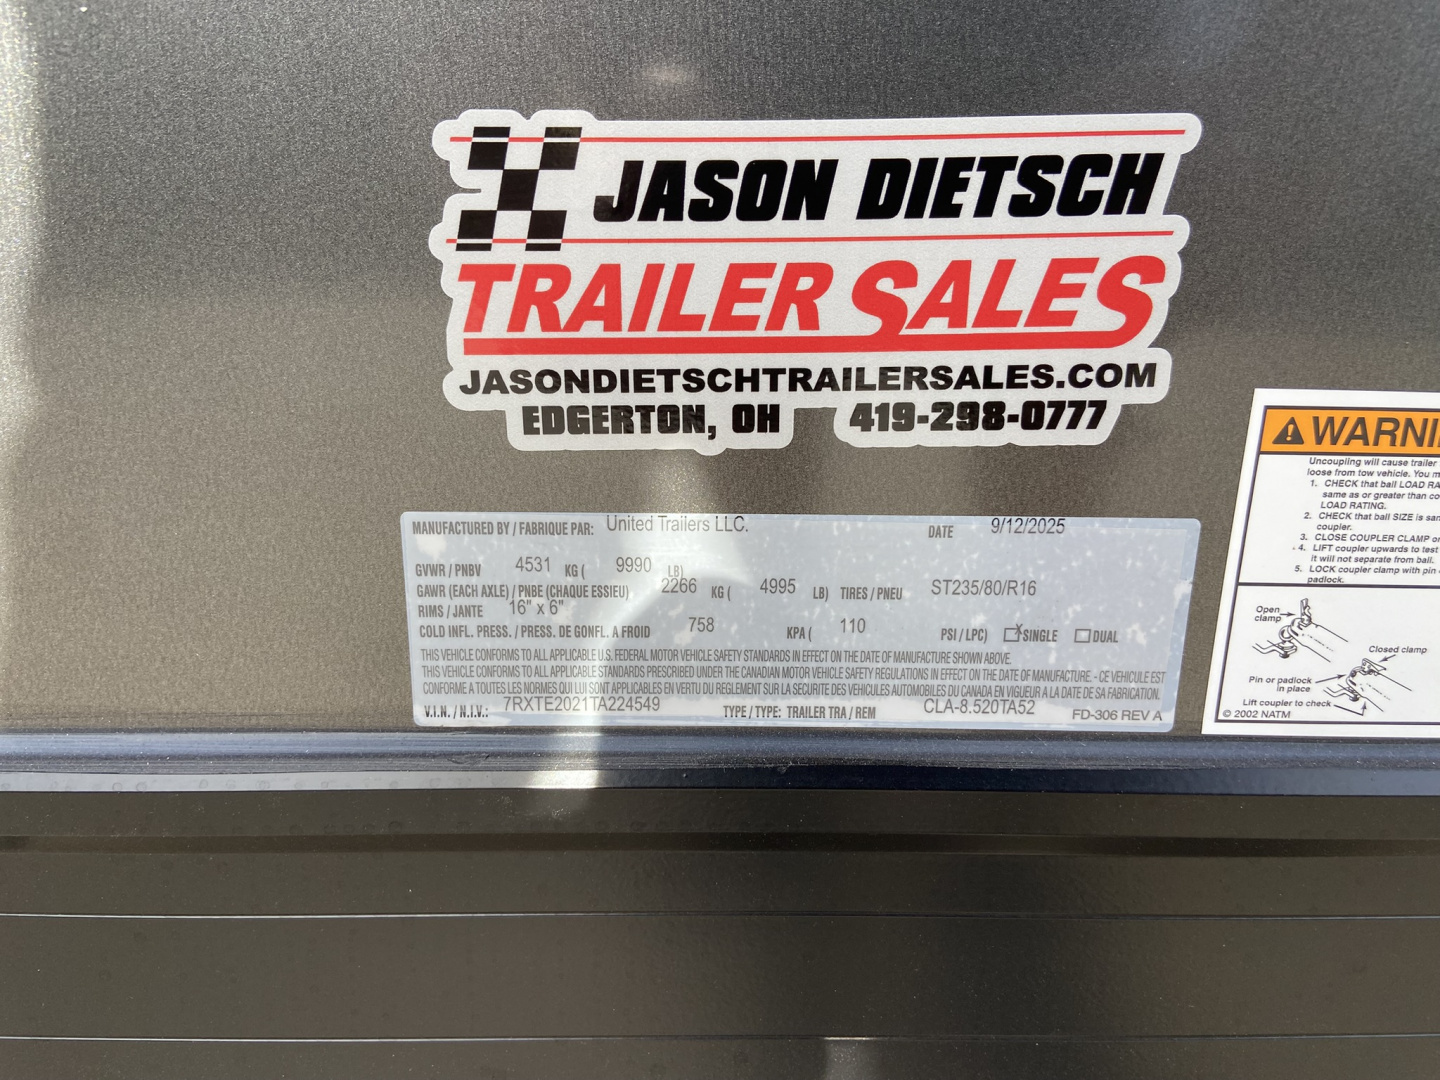 JASON DIETSCH
TRAILER SALES
JASONDIETSCHTRAILERSALES.COM
EDGERTON, OH 419-298-0777
MANUFACTURED BY / FABRIQUE PAR: United Trailers LLC. DATE 9/12/2025
GVWR / PNBV 4531 KG ( 9990 LB)
GAWR (EACH AXLE) / PNBE (CHAQUE ESSIEU) 2266 KG ( 4995 LB) TIRES / PNEU ST235/80/R16
RIMS / JANTE 16" x 6"
COLD INFL. PRESS. / PRESS. DE GONFL. A FROID 758 KPA ( 110 PSI / LPC) X SINGLE DUAL
THIS VEHICLE CONFORMS TO ALL APPLICABLE U.S. FEDERAL MOTOR VEHICLE SAFETY STANDARDS IN EFFECT ON THE DATE OF MANUFACTURE SHOWN ABOVE.
THIS VEHICLE CONFORMS TO ALL APPLICABLE STANDARDS PRESCRIBED UNDER THE CANADIAN MOTOR VEHICLE SAFETY REGULATIONS IN EFFECT ON THE DATE OF MANUFACTURE. - CE VEHICULE EST
CONFORME A TOUTES LES NORMES QUI LUI SONT APPLICABLES EN VERTU DU REGLEMENT SUR LA SECURITE DES VEHICULES AUTOMOBILES DU CANADA EN VIGUEUR A LA DATE DE SA FABRICATION.
V.I.N. / N.I.V.: 7RXTE2021TA224549 TYPE / TYPE: TRAILER TRA / REM CLA-8.520TA52 FD-306 REV A
WARNI
Uncoupling will cause trailer
loose from tow vehicle. You m
1. CHECK that ball LOAD RA
same as or greater than co
LOAD RATING.
2. CHECK that ball SIZE is sam
coupler.
3. CLOSE COUPLER CLAMP o
4. LIFT coupler upwards to test
it will not separate from ball.
5. LOCK coupler clamp with pin
padlock.
Open
clamp
Closed clamp
Pin or padlock
in place
Lift coupler to check
© 2002 NATM